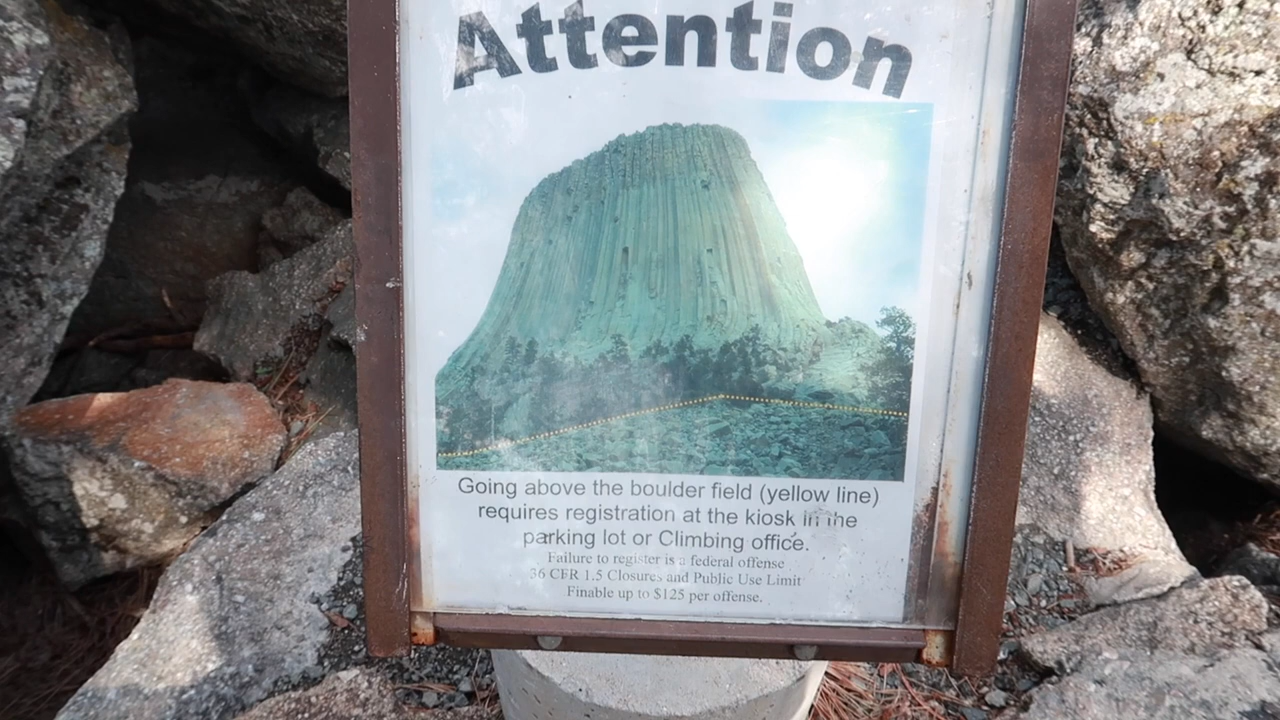 Attention
Going above the boulder field (yellow line)
requires registration at the kiosk in the
parking lot or Climbing office.
Failure to register is a federal offense
36 CFR 1.5 Closures and Public Use Limit
Finable up to $125 per offense.